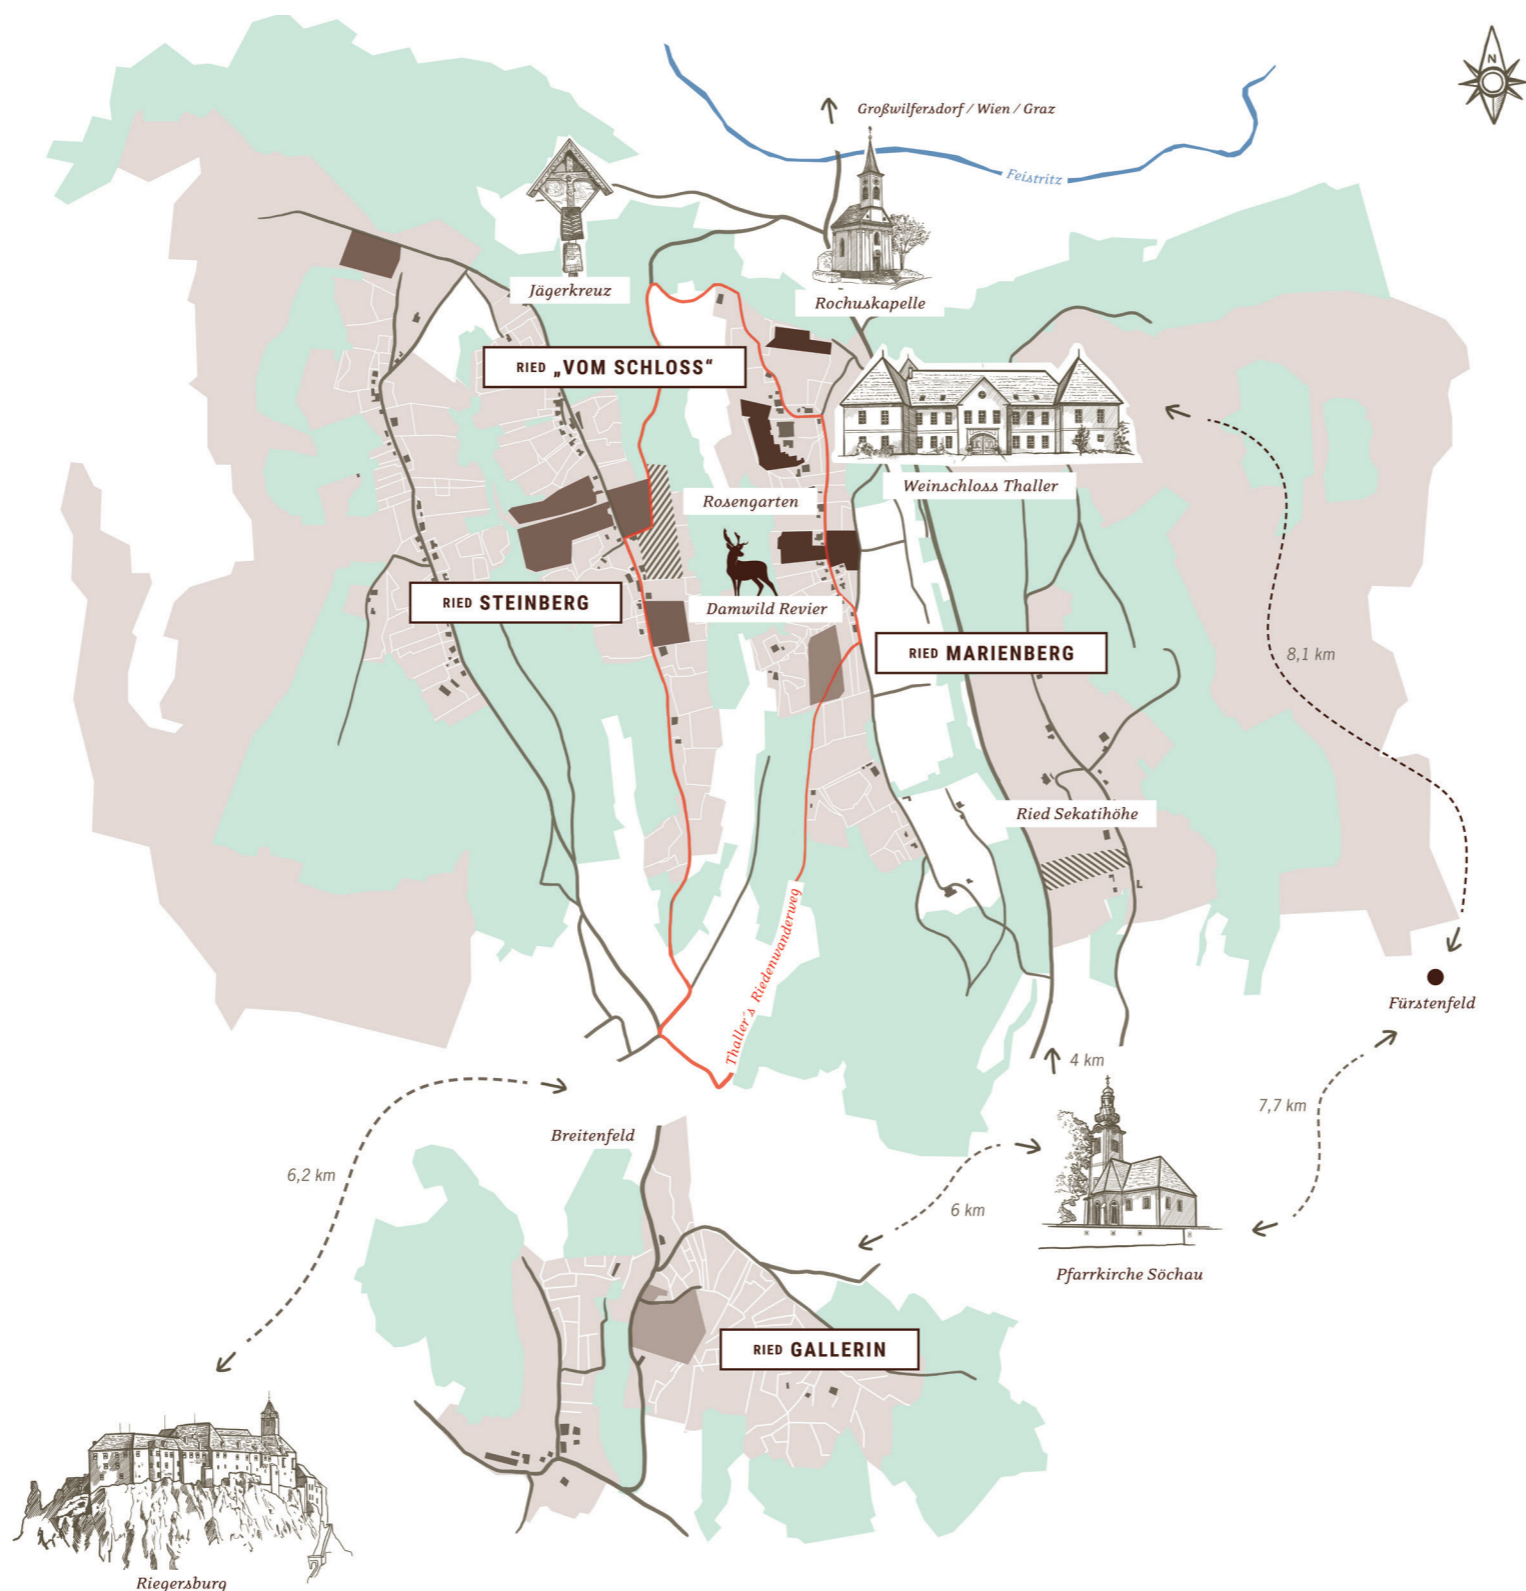 N
Großwilfersdorf / Wien / Graz
Feistritz
Jägerkreuz
Rochuskapelle
RIED „VOM SCHLOSS“
Weinschloss Thaller
Rosengarten
RIED STEINBERG
Damwild Revier
RIED MARIENBERG
8,1 km
Ried Sekatihöhe
Thaller´s Riedenwanderweg
Fürstenfeld
4 km
7,7 km
Breitenfeld
6,2 km
6 km
Pfarrkirche Söchau
RIED GALLERIN
Riegersburg